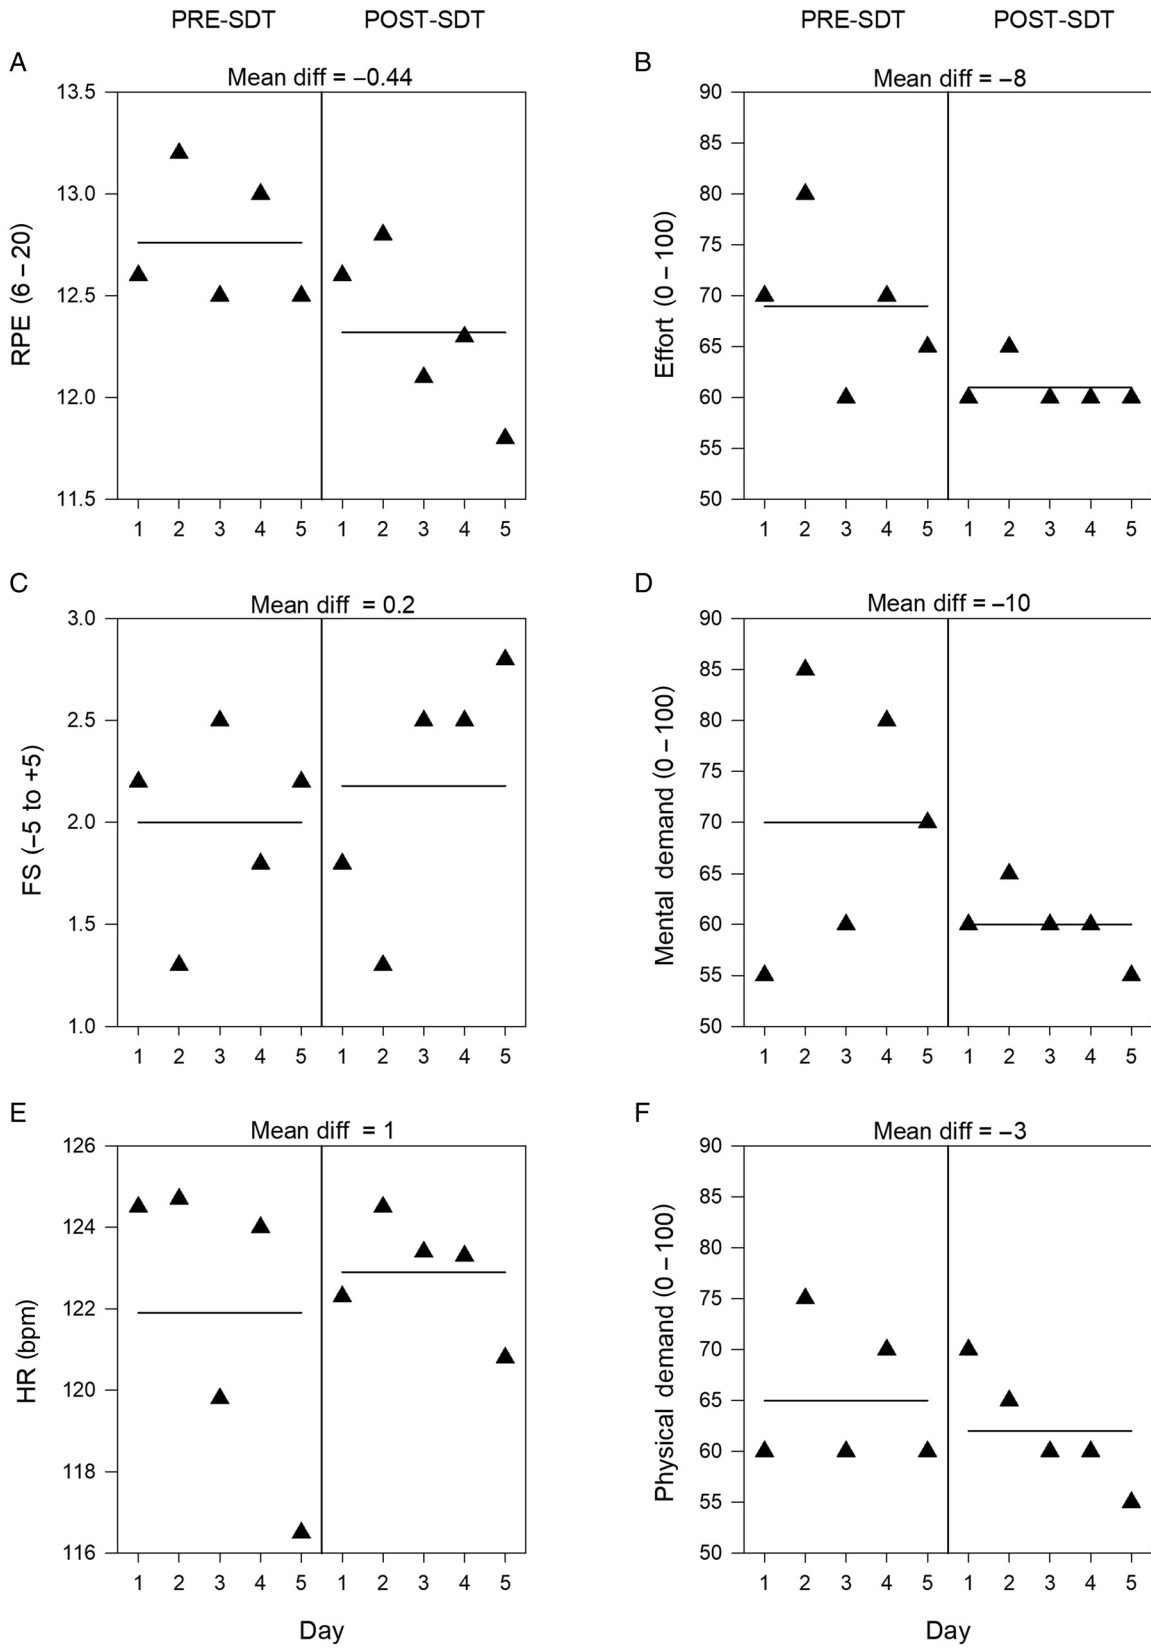 PRE-SDT POST-SDT PRE-SDT POST-SDT
A
Mean diff = −0.44
13.5
13.0
12.5
12.0
11.5
RPE (6 – 20)
1 2 3 4 5 1 2 3 4 5
B
Mean diff = −8
90
85
80
75
70
65
60
55
50
Effort (0 – 100)
1 2 3 4 5 1 2 3 4 5
C
Mean diff = 0.2
3.0
2.5
2.0
1.5
1.0
FS (−5 to +5)
1 2 3 4 5 1 2 3 4 5
D
Mean diff = −10
90
85
80
75
70
65
60
55
50
Mental demand (0 – 100)
1 2 3 4 5 1 2 3 4 5
E
Mean diff = 1
126
124
122
120
118
116
HR (bpm)
1 2 3 4 5 1 2 3 4 5
Day
F
Mean diff = −3
90
85
80
75
70
65
60
55
50
Physical demand (0 – 100)
1 2 3 4 5 1 2 3 4 5
Day